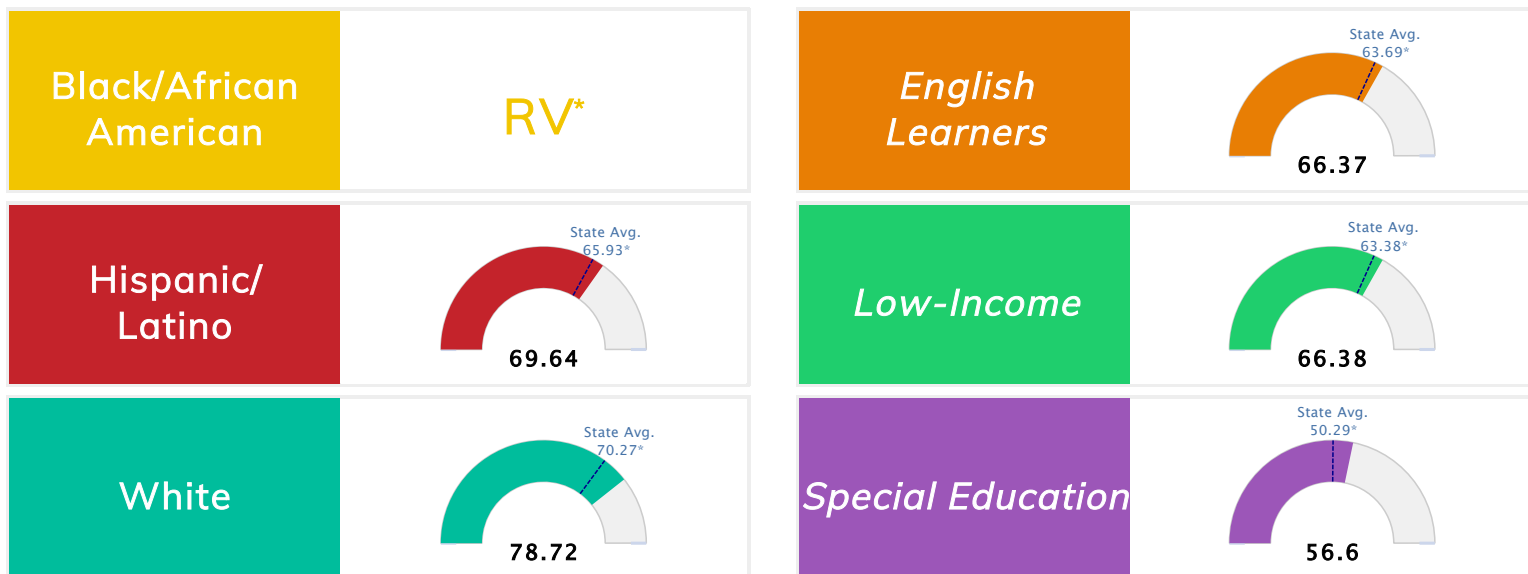 Black/African
American
RV*
English
Learners
State Avg.
63.69*
66.37
Hispanic/
Latino
State Avg.
65.93*
69.64
Low-Income
State Avg.
63.38*
66.38
White
State Avg.
70.27*
78.72
Special Education
State Avg.
50.29*
56.6